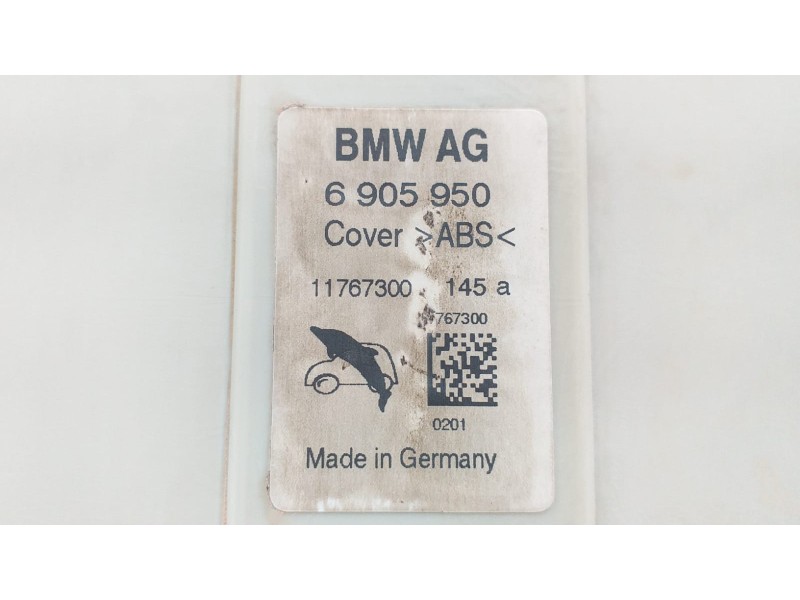 BMW AG
6 905 950
Cover >ABS<
11767300 145 a
767300
0201
Made in Germany